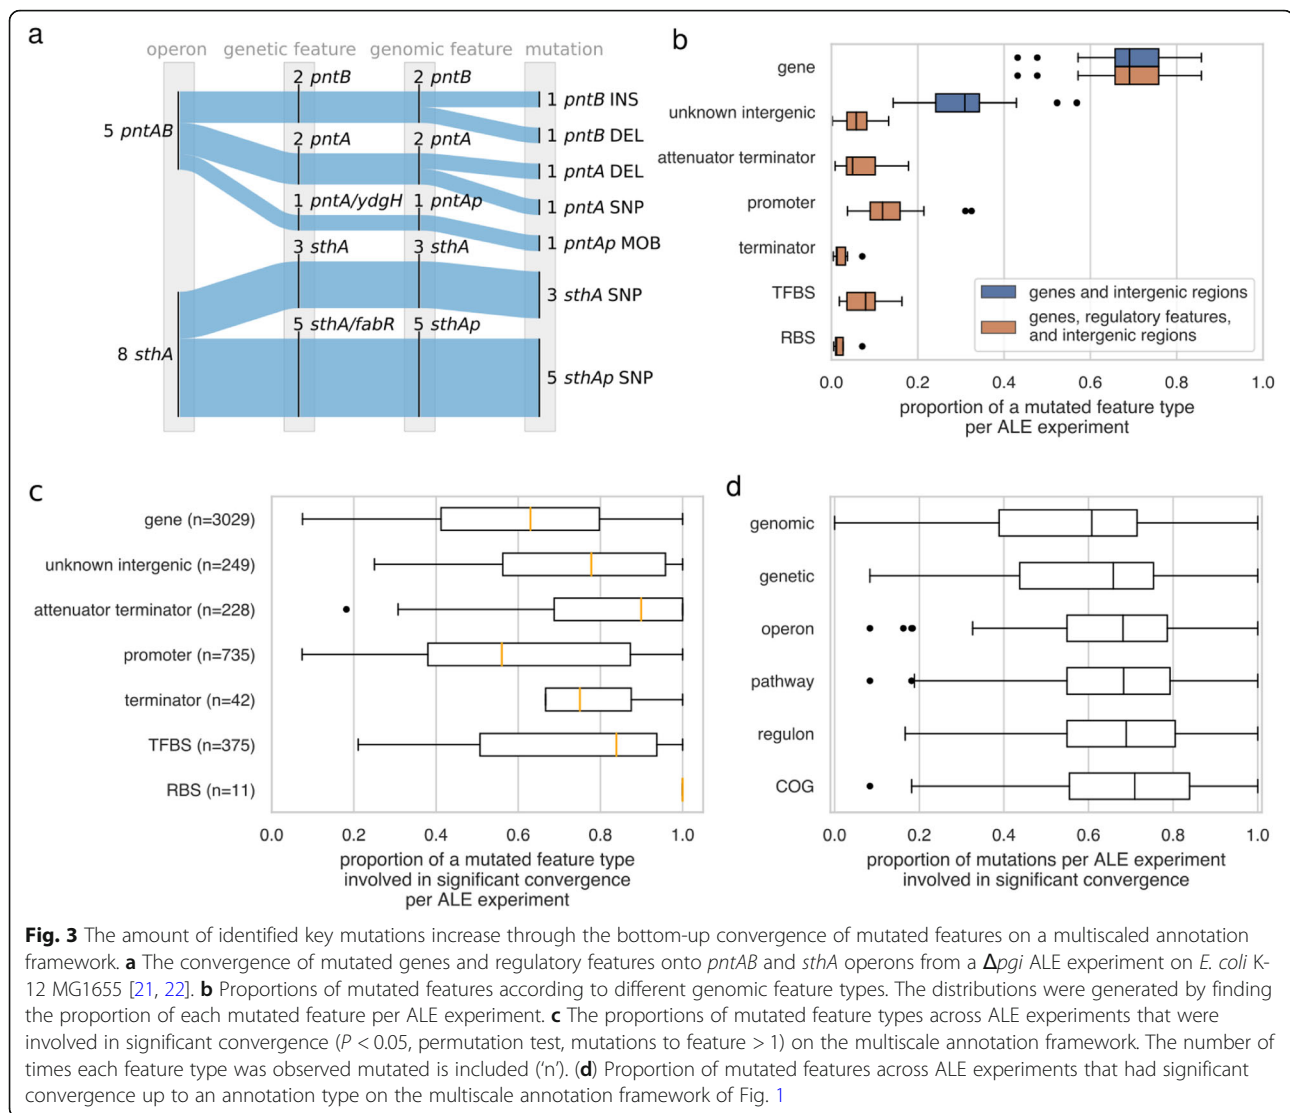 a
operon genetic feature genomic feature mutation
2 pntB 2 pntB
1 pntB INS
5 pntAB
1 pntB DEL
2 pntA 2 pntA
1 pntA DEL
1 pntA/ydgH 1 pntAp
1 pntA SNP
1 pntAp MOB
3 sthA 3 sthA
3 sthA SNP
5 sthA/fabR 5 sthAp
8 sthA
5 sthAp SNP
b
gene
unknown intergenic
attenuator terminator
promoter
terminator
TFBS
RBS
genes and intergenic regions
genes, regulatory features,
and intergenic regions
0.0 0.2 0.4 0.6 0.8 1.0
proportion of a mutated feature type
per ALE experiment
c
gene (n=3029)
unknown intergenic (n=249)
attenuator terminator (n=228)
promoter (n=735)
terminator (n=42)
TFBS (n=375)
RBS (n=11)
0.0 0.2 0.4 0.6 0.8 1.0
proportion of a mutated feature type
involved in significant convergence
per ALE experiment
d
genomic
genetic
operon
pathway
regulon
COG
0.0 0.2 0.4 0.6 0.8 1.0
proportion of mutations per ALE experiment
involved in significant convergence
Fig. 3 The amount of identified key mutations increase through the bottom-up convergence of mutated features on a multiscaled annotation
framework. a The convergence of mutated genes and regulatory features onto pntAB and sthA operons from a Δpgi ALE experiment on E. coli K-
12 MG1655 [21, 22]. b Proportions of mutated features according to different genomic feature types. The distributions were generated by finding
the proportion of each mutated feature per ALE experiment. c The proportions of mutated feature types across ALE experiments that were
involved in significant convergence (P < 0.05, permutation test, mutations to feature > 1) on the multiscale annotation framework. The number of
times each feature type was observed mutated is included ('n'). (d) Proportion of mutated features across ALE experiments that had significant
convergence up to an annotation type on the multiscale annotation framework of Fig. 1